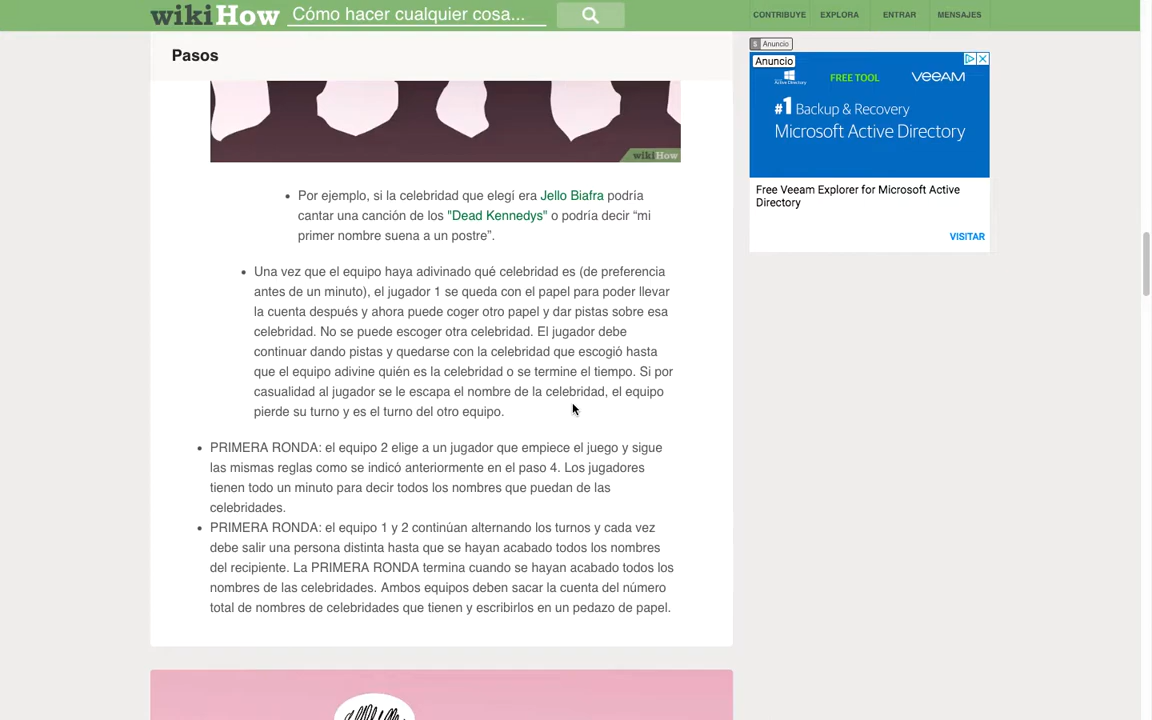 wikiHow Cómo hacer cualquier cosa...
CONTRIBUYE EXPLORA ENTRAR MENSAJES
Pasos
Anuncio
Anuncio
FREE TOOL
veeAM
#1 Backup & Recovery
Microsoft Active Directory
Free Veeam Explorer for Microsoft Active
Directory
VISITAR
wikiHow
Por ejemplo, si la celebridad que elegí era Jello Biafra podría
cantar una canción de los "Dead Kennedys" o podría decir “mi
primer nombre suena a un postre”.
Una vez que el equipo haya adivinado qué celebridad es (de preferencia
antes de un minuto), el jugador 1 se queda con el papel para poder llevar
la cuenta después y ahora puede coger otro papel y dar pistas sobre esa
celebridad. No se puede escoger otra celebridad. El jugador debe
continuar dando pistas y quedarse con la celebridad que escogió hasta
que el equipo adivine quién es la celebridad o se termine el tiempo. Si por
casualidad al jugador se le escapa el nombre de la celebridad, el equipo
pierde su turno y es el turno del otro equipo.
PRIMERA RONDA: el equipo 2 elige a un jugador que empiece el juego y sigue
las mismas reglas como se indicó anteriormente en el paso 4. Los jugadores
tienen todo un minuto para decir todos los nombres que puedan de las
celebridades.
PRIMERA RONDA: el equipo 1 y 2 continúan alternando los turnos y cada vez
debe salir una persona distinta hasta que se hayan acabado todos los nombres
del recipiente. La PRIMERA RONDA termina cuando se hayan acabado todos los
nombres de las celebridades. Ambos equipos deben sacar la cuenta del número
total de nombres de celebridades que tienen y escribirlos en un pedazo de papel.